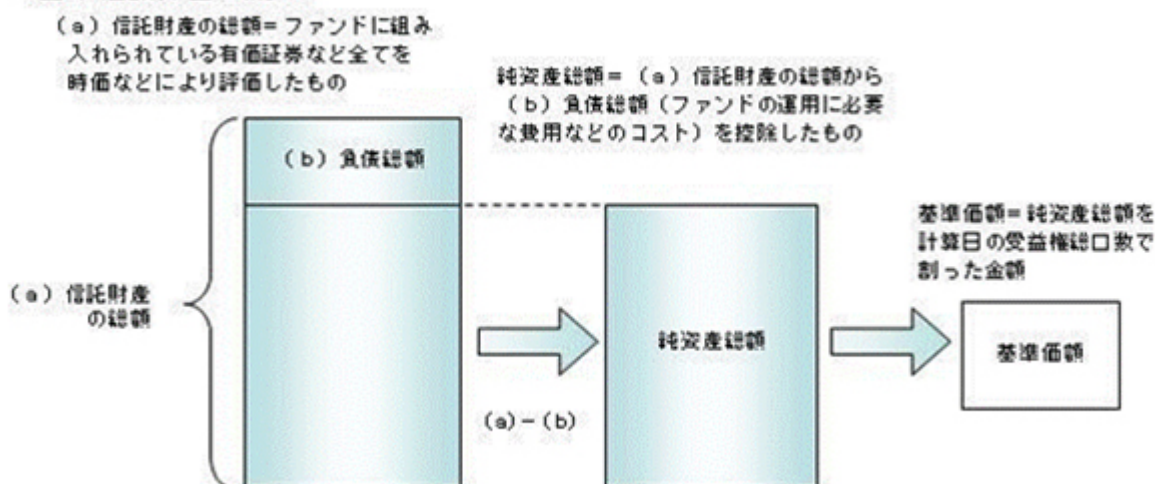 (a)信託財産の総額=ファンドに組み
入れられている有価証券など全てを
時価などにより評価したもの
純資産総額=(a)信託財産の総額から
(b)負債総額(ファンドの運用に必要
な費用などのコスト)を控除したもの
(b)負債総額
基準価額=純資産総額を
計算日の受益権総口数で
割った金額
(a)信託財産
の総額
純資産総額
基準価額
(a)-(b)